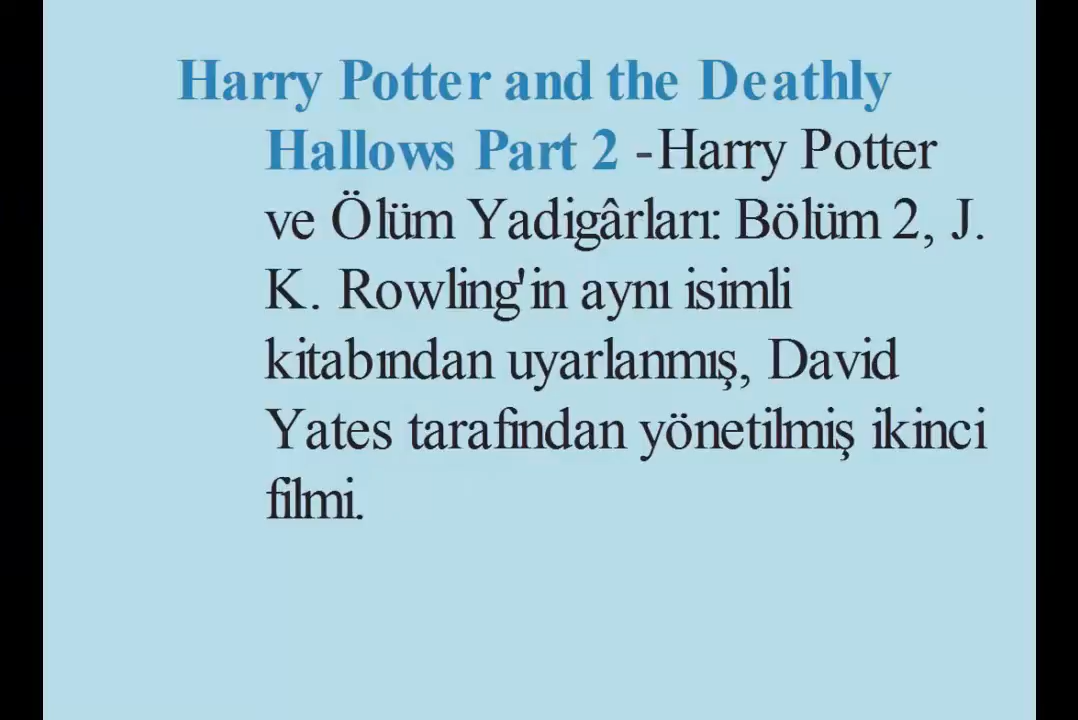 Harry Potter and the Deathly
Hallows Part 2 -Harry Potter
ve Ölüm Yadigârları: Bölüm 2, J.
K. Rowling'in aynı isimli
kitabından uyarlanmış, David
Yates tarafından yönetilmiş ikinci
filmi.